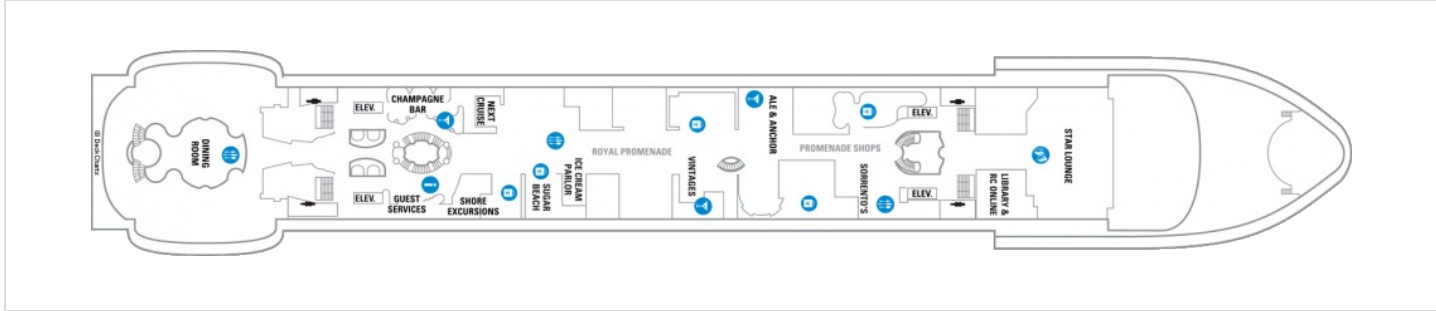 © Deck Chartz
DINING
ROOM
ELEV.
ELEV.
CHAMPAGNE
BAR
GUEST
SERVICES
NEXT
CRUISE
SHORE
EXCURSIONS
SUGAR
BEACH
ICE CREAM
PARLOR
ROYAL PROMENADE
VINTAGES
ALE & ANCHOR
PROMENADE SHOPS
SORRENTO'S
ELEV.
ELEV.
LIBRARY &
RC ONLINE
STAR LOUNGE